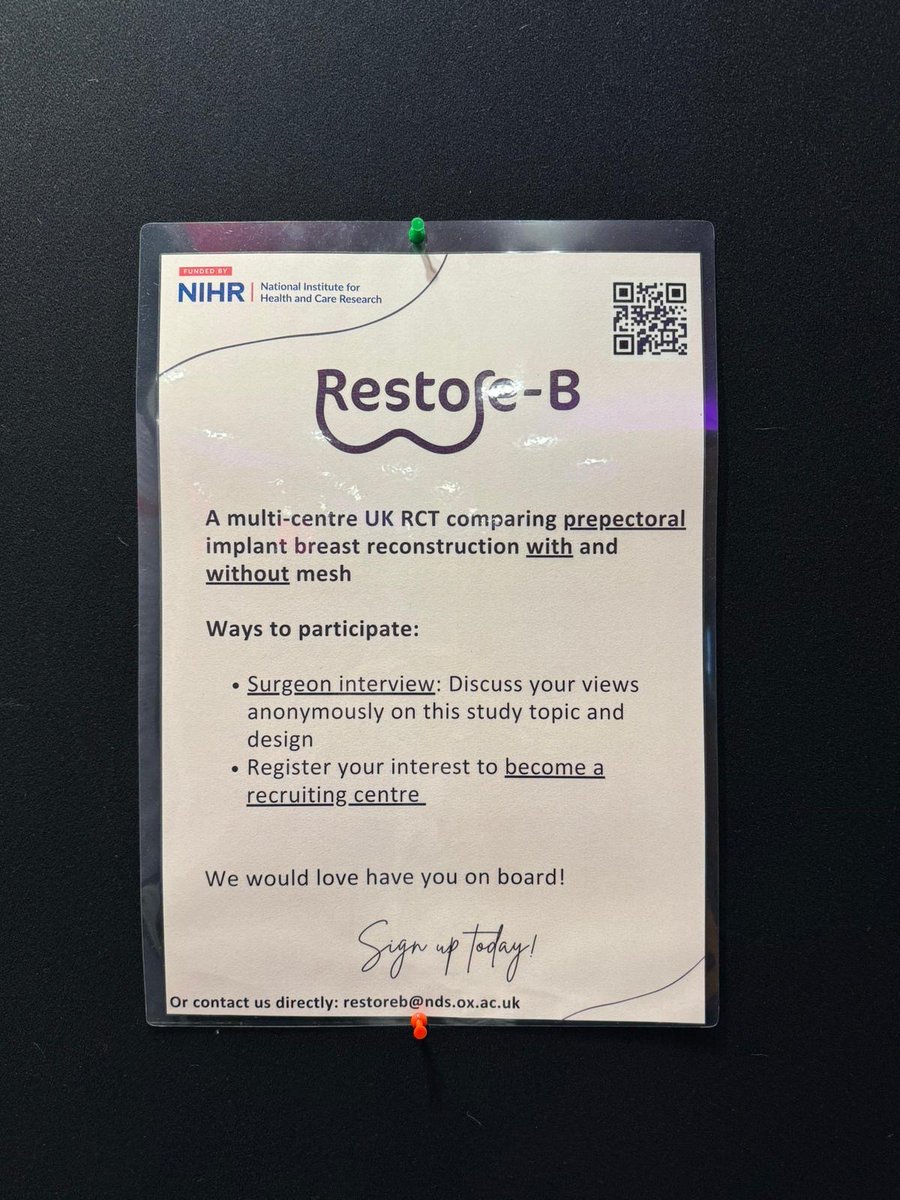 FUNDED BY
NIHR | National Institute for
Health and Care Research
Restore-B
A multi-centre UK RCT comparing prepectoral
implant breast reconstruction with and
without mesh
Ways to participate:
• Surgeon interview: Discuss your views
anonymously on this study topic and
design
• Register your interest to become a
recruiting centre
We would love have you on board!
Sign up today!
Or contact us directly: restoreb@nds.ox.ac.uk